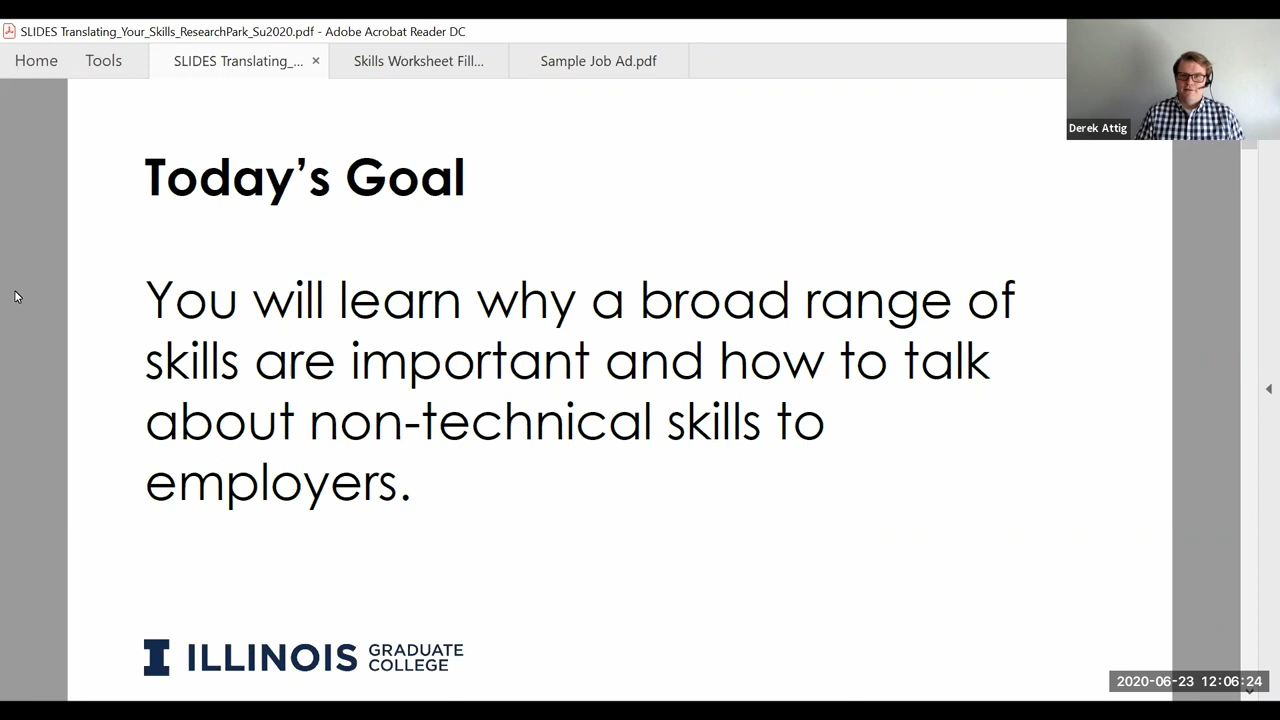 SLIDES Translating_Your_Skills_ResearchPark_Su2020.pdf - Adobe Acrobat Reader DC
Home Tools SLIDES Translating_... × Skills Worksheet Fill... Sample Job Ad.pdf
Derek Attig
Today’s Goal
You will learn why a broad range of
skills are important and how to talk
about non-technical skills to
employers.
I ILLINOIS GRADUATE
COLLEGE
2020-06-23 12:06:24